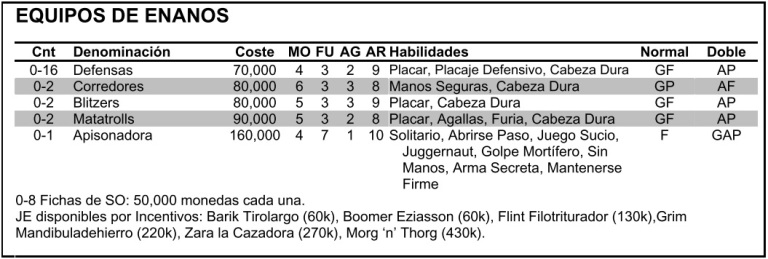 EQUIPOS DE ENANOS
Cnt Denominación Coste MO FU AG AR Habilidades Normal Doble
0-16 Defensas 70,000 4 3 2 9 Placar, Placaje Defensivo, Cabeza Dura GF AP
0-2 Corredores 80,000 6 3 3 8 Manos Seguras, Cabeza Dura GP AF
0-2 Blitzers 80,000 5 3 3 9 Placar, Cabeza Dura GF AP
0-2 Matatrolls 90,000 5 3 2 8 Placar, Agallas, Furia, Cabeza Dura GF AP
0-1 Apisonadora 160,000 4 7 1 10 Solitario, Abrirse Paso, Juego Sucio, F GAP
Juggernaut, Golpe Mortífero, Sin
Manos, Arma Secreta, Mantenerse
Firme
0-8 Fichas de SO: 50,000 monedas cada una.
JE disponibles por Incentivos: Barik Tirolargo (60k), Boomer Eziasson (60k), Flint Filotriturador (130k),Grim
Mandibuladehierro (220k), Zara la Cazadora (270k), Morg ‘n’ Thorg (430k).